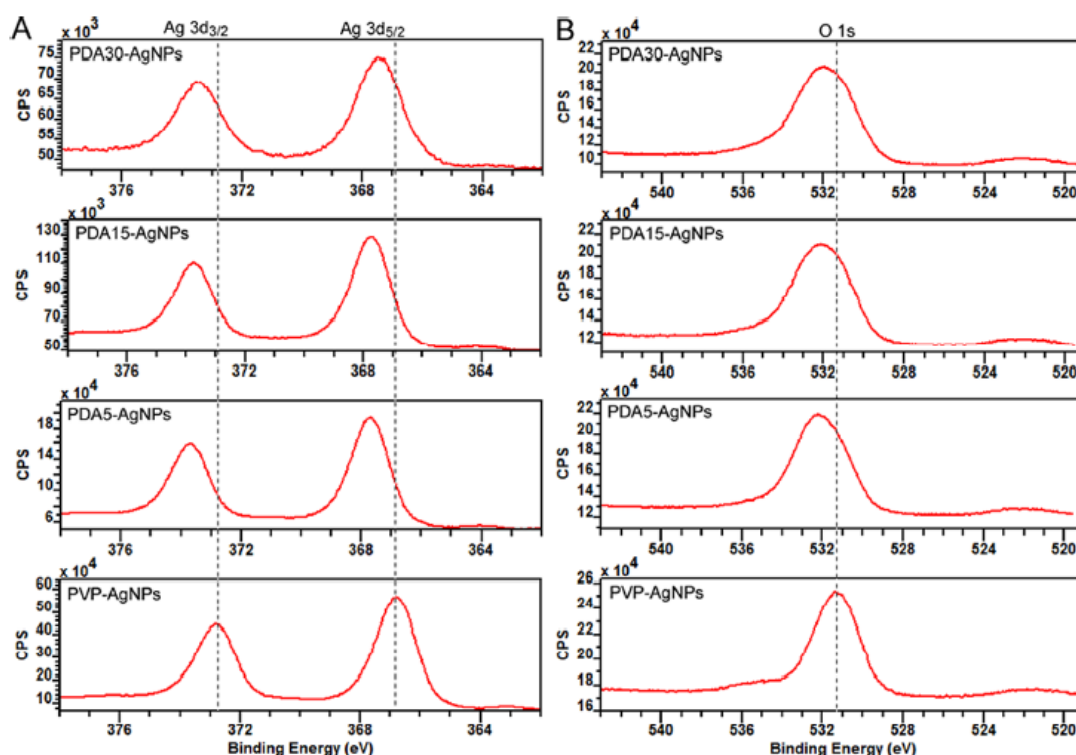 A
Ag 3d3/2
Ag 3d5/2
x 10^3
PDA30-AgNPs
CPS
75
70
65
60
55
50
376
372
368
364
x 10^3
PDA15-AgNPs
CPS
130
110
90
70
50
376
372
368
364
x 10^4
PDA5-AgNPs
CPS
18
14
10
6
376
372
368
364
x 10^4
PVP-AgNPs
CPS
60
50
40
30
20
10
376
372
368
364
Binding Energy (eV)
B
O 1s
x 10^4
PDA30-AgNPs
CPS
22
20
18
16
14
12
10
540
536
532
528
524
520
x 10^4
PDA15-AgNPs
CPS
22
20
18
16
14
12
540
536
532
528
524
520
x 10^4
PDA5-AgNPs
CPS
22
20
18
16
14
12
540
536
532
528
524
520
x 10^4
PVP-AgNPs
CPS
26
24
22
20
18
16
540
536
532
528
524
520
Binding Energy (eV)